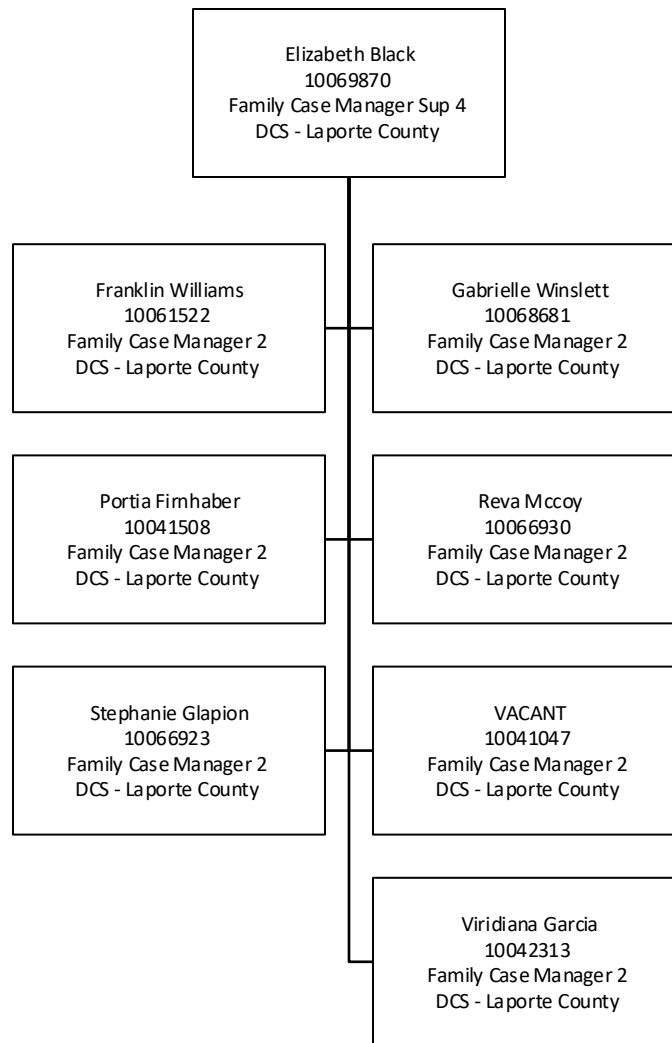 Elizabeth Black
10069870
Family Case Manager Sup 4
DCS - Laporte County
Franklin Williams
10061522
Family Case Manager 2
DCS - Laporte County
Gabrielle Winslett
10068681
Family Case Manager 2
DCS - Laporte County
Portia Firnhaber
10041508
Family Case Manager 2
DCS - Laporte County
Reva Mccoy
10066930
Family Case Manager 2
DCS - Laporte County
Stephanie Glapion
10066923
Family Case Manager 2
DCS - Laporte County
VACANT
10041047
Family Case Manager 2
DCS - Laporte County
Viridiana Garcia
10042313
Family Case Manager 2
DCS - Laporte County